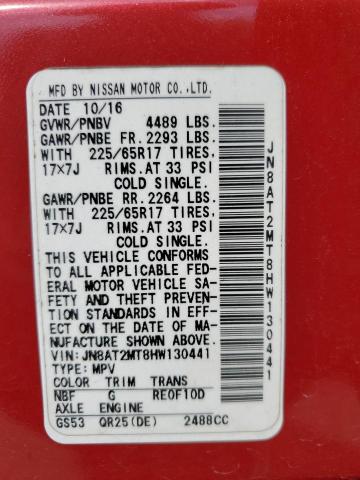 MFD BY NISSAN MOTOR CO.,LTD.
DATE 10/16
GVWR/PNBV 4489 LBS.
GAWR/PNBE FR. 2293 LBS.
WITH 225/65R17 TIRES,
17×7J RIMS.AT 33 PSI
COLD SINGLE.
GAWR/PNBE RR. 2264 LBS.
WITH 225/65R17 TIRES,
17×7J RIMS.AT 33 PSI
COLD SINGLE.
THIS VEHICLE CONFORMS
TO ALL APPLICABLE FED-
ERAL MOTOR VEHICLE SA-
FETY AND THEFT PREVEN-
TION STANDARDS IN EFF-
ECT ON THE DATE OF MA-
NUFACTURE SHOWN ABOVE.
VIN:JN8AT2MT8HW130441
TYPE:MPV
COLOR TRIM TRANS
NBF G RE0F10D
AXLE ENGINE
GS53 QR25(DE) 2488CC
JN8AT2MT8HW130441